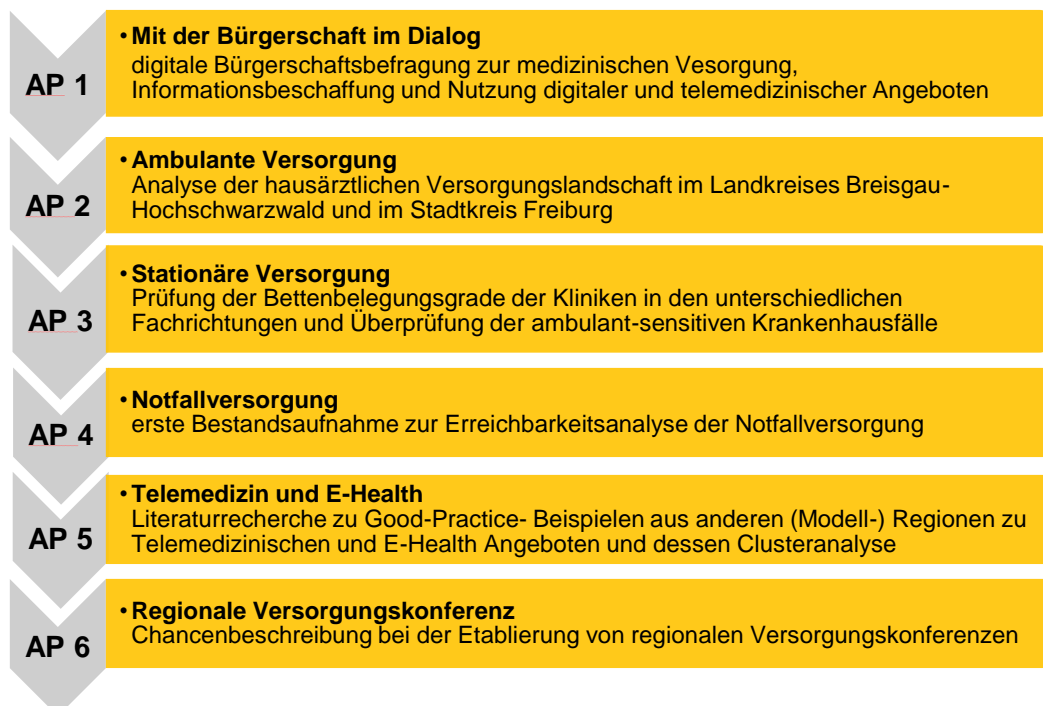 AP 1
• Mit der Bürgerschaft im Dialog
digitale Bürgerschaftsbefragung zur medizinischen Vesorgung,
Informationsbeschaffung und Nutzung digitaler und telemedizinischer Angeboten
AP 2
• Ambulante Versorgung
Analyse der hausärztlichen Versorgungslandschaft im Landkreises Breisgau-
Hochschwarzwald und im Stadtkreis Freiburg
AP 3
• Stationäre Versorgung
Prüfung der Bettenbelegungsgrade der Kliniken in den unterschiedlichen
Fachrichtungen und Überprüfung der ambulant-sensitiven Krankenhausfälle
AP 4
• Notfallversorgung
erste Bestandsaufnahme zur Erreichbarkeitsanalyse der Notfallversorgung
AP 5
• Telemedizin und E-Health
Literaturrecherche zu Good-Practice- Beispielen aus anderen (Modell-) Regionen zu
Telemedizinischen und E-Health Angeboten und dessen Clusteranalyse
AP 6
• Regionale Versorgungskonferenz
Chancenbeschreibung bei der Etablierung von regionalen Versorgungskonferenzen